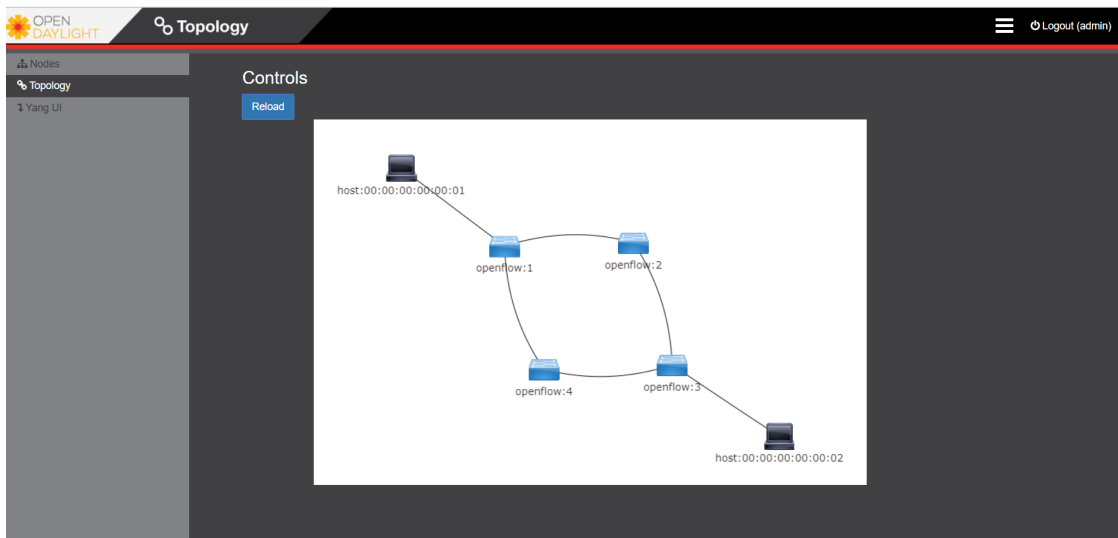 OPEN
DAYLIGHT
Topology
Logout (admin)
Nodes
Topology
Yang UI
Controls
Reload
host:00:00:00:00:00:01
openflow:1
openflow:2
openflow:4
openflow:3
host:00:00:00:00:00:02